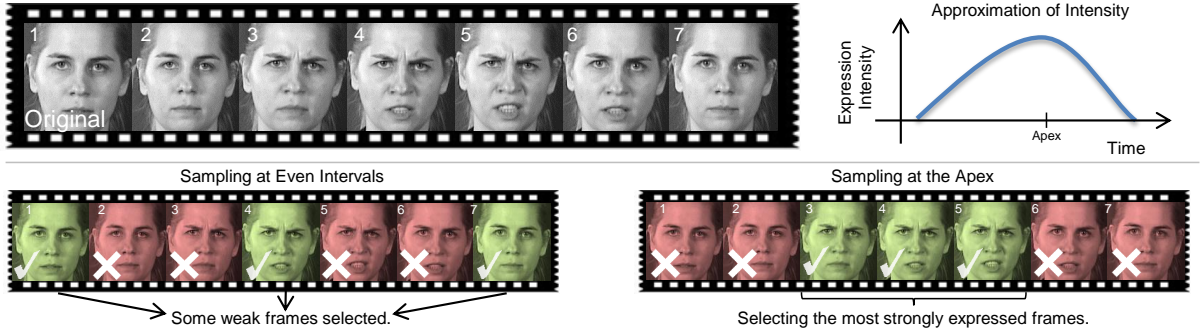 1 2 3 4 5 6 7
Original
Approximation of Intensity
Expression
Intensity
Apex
Time
Sampling at Even Intervals
1 2 3 4 5 6 7
Some weak frames selected.
Sampling at the Apex
1 2 3 4 5 6 7
Selecting the most strongly expressed frames.